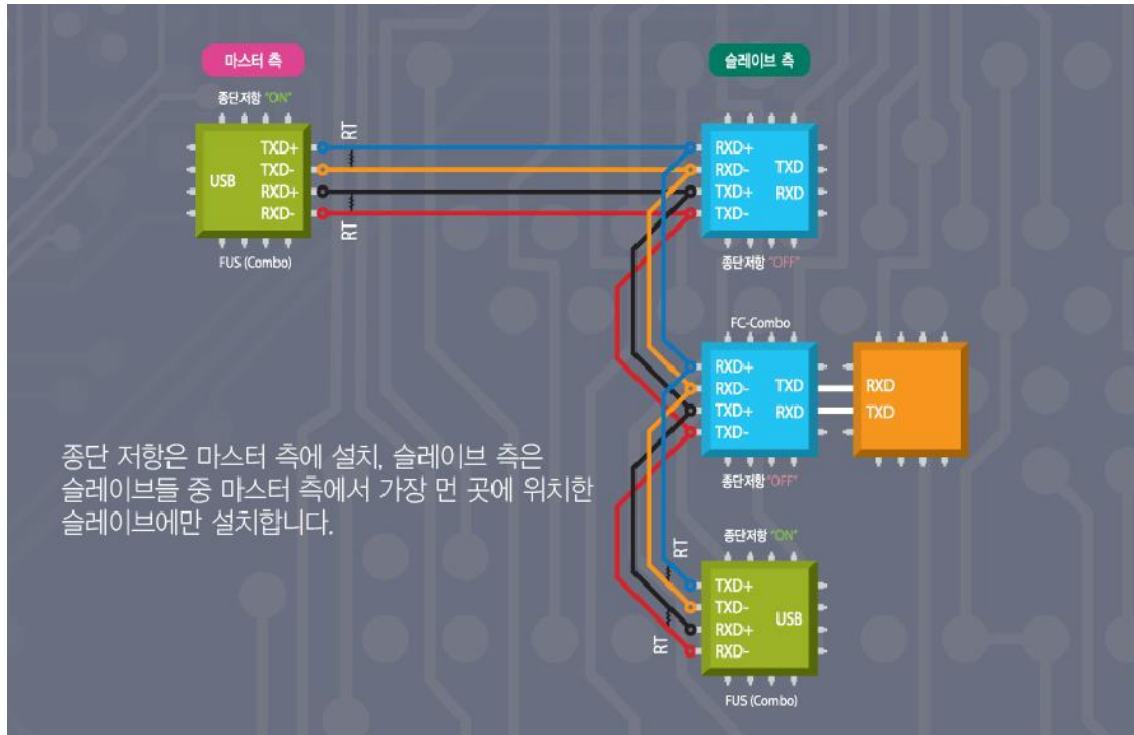 마스터 측
종단저항 "ON"
RT
USB
TXD+
TXD-
RXD+
RXD-
RT
FUS (Combo)
슬레이브 측
RXD+
RXD-
TXD+
TXD-
TXD
RXD
종단저항 "OFF"
FC-Combo
RXD+
RXD-
TXD+
TXD-
TXD
RXD
RXD
TXD
종단저항 "OFF"
종단 저항은 마스터 측에 설치, 슬레이브 측은
슬레이브들 중 마스터 측에서 가장 먼 곳에 위치한
슬레이브에만 설치합니다.
종단저항 "ON"
RT
TXD+
TXD-
RXD+
RXD-
USB
RT
FUS (Combo)